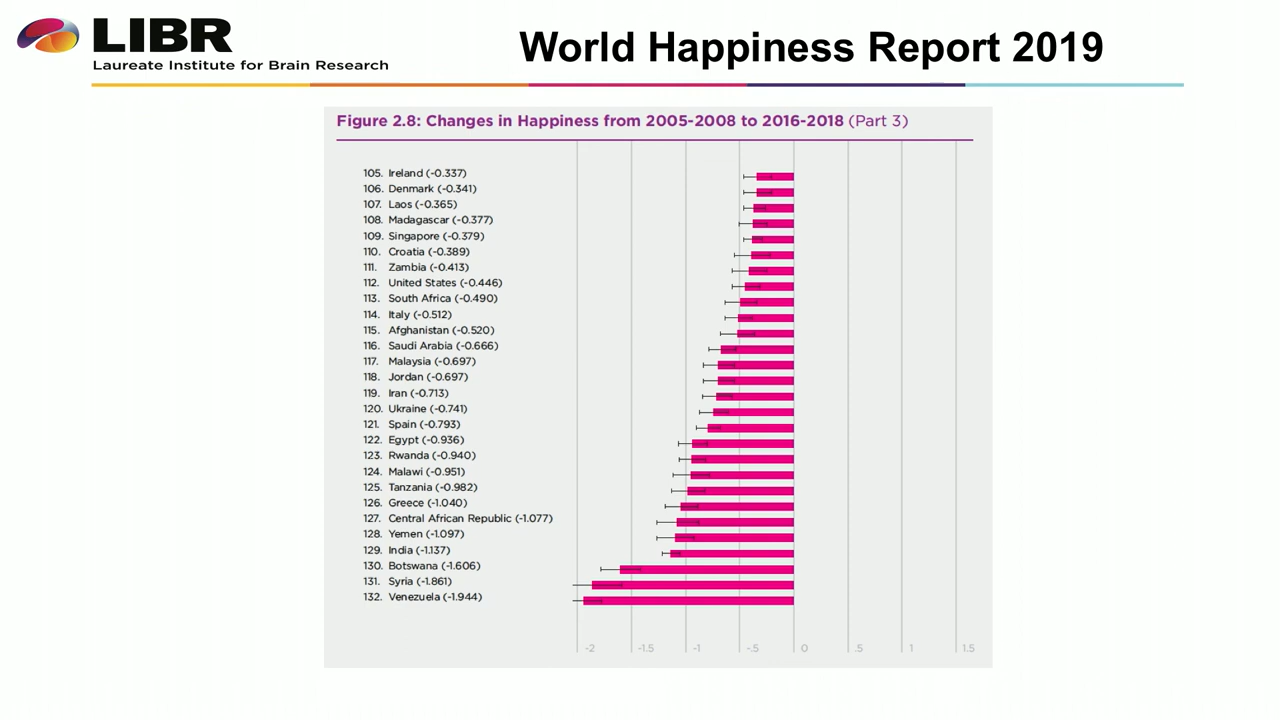 LIBR
Laureate Institute for Brain Research
World Happiness Report 2019
Figure 2.8: Changes in Happiness from 2005-2008 to 2016-2018 (Part 3)
105. Ireland (-0.337)
106. Denmark (-0.341)
107. Laos (-0.365)
108. Madagascar (-0.377)
109. Singapore (-0.379)
110. Croatia (-0.389)
111. Zambia (-0.413)
112. United States (-0.446)
113. South Africa (-0.490)
114. Italy (-0.512)
115. Afghanistan (-0.520)
116. Saudi Arabia (-0.666)
117. Malaysia (-0.697)
118. Jordan (-0.697)
119. Iran (-0.713)
120. Ukraine (-0.741)
121. Spain (-0.793)
122. Egypt (-0.936)
123. Rwanda (-0.940)
124. Malawi (-0.951)
125. Tanzania (-0.982)
126. Greece (-1.040)
127. Central African Republic (-1.077)
128. Yemen (-1.097)
129. India (-1.137)
130. Botswana (-1.606)
131. Syria (-1.861)
132. Venezuela (-1.944)
-2 -1.5 -1 -.5 0 .5 1 1.5